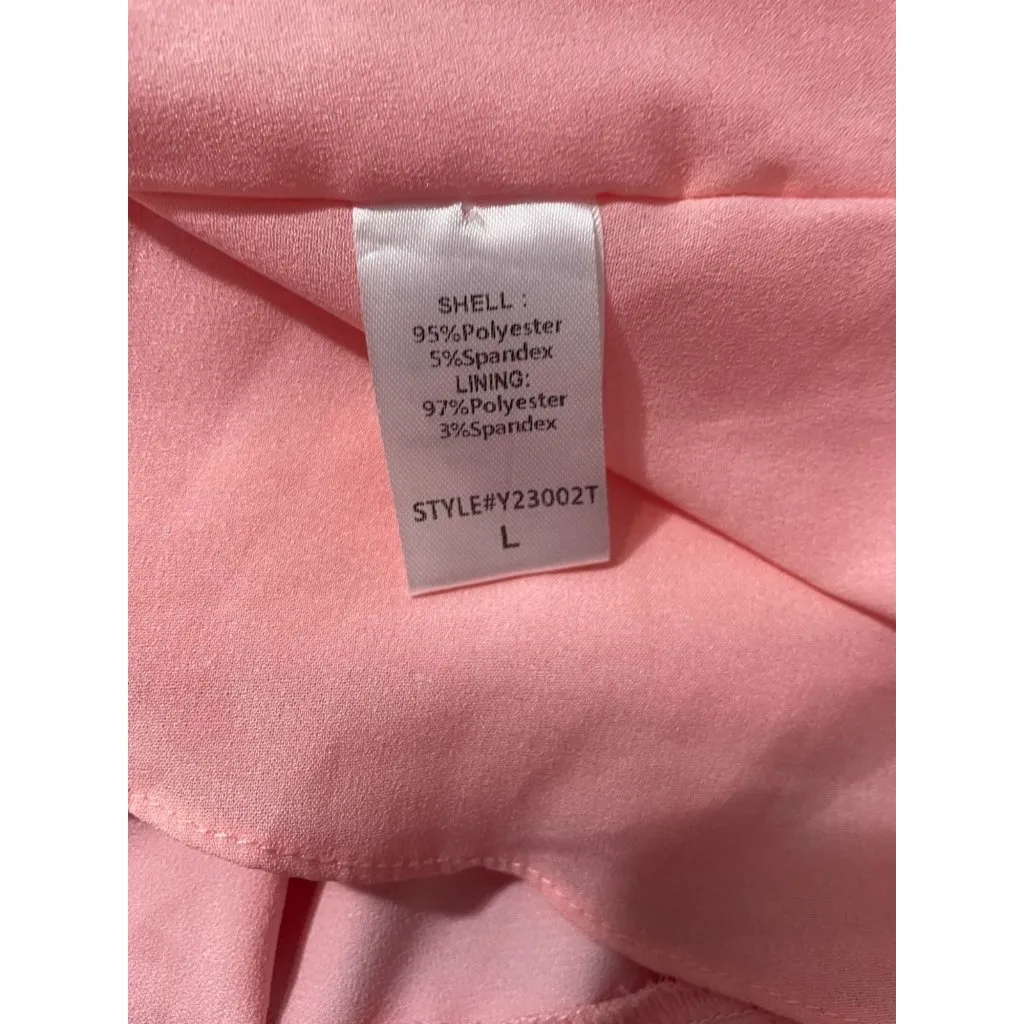 SHELL :
95%Polyester
5%Spandex
LINING:
97%Polyester
3%Spandex
STYLE#Y23002T
L